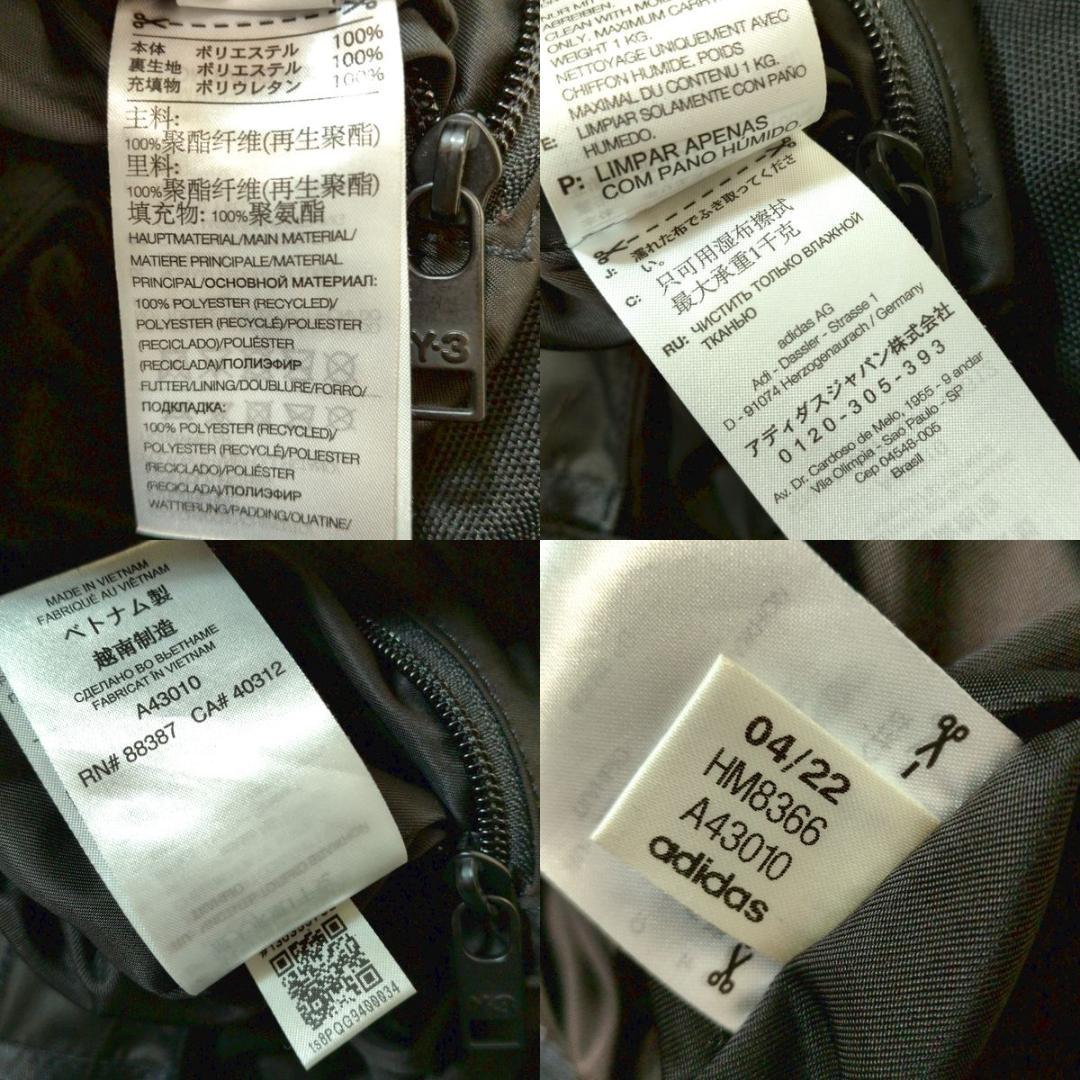 本体 ポリエステル 100%
裏生地 ポリエステル 100%
充填物 ポリウレタン 100%
主料:
100%聚酯纤维(再生聚酯)
里料:
100%聚酯纤维(再生聚酯)
填充物: 100%聚氨酯
HAUPTMATERIAL/MAIN MATERIAL/
MATIERE PRINCIPALE/MATERIAL
PRINCIPAL/ОСНОВНОЙ МАТЕРИАЛ:
100% POLYESTER (RECYCLED)/
POLYESTER (RECYCLÉ)/POLIESTER
(RECICLADO)/POLIÉSTER
(RECICLADA)/ПОЛИЭФИР
FUTTER/LINING/DOUBLURE/FORRO/
ПОДКЛАДКА:
100% POLYESTER (RECYCLED)/
POLYESTER (RECYCLÉ)/POLIESTER
(RECICLADO)/POLIÉSTER
(RECICLADA)/ПОЛИЭФИР
WATTIERUNG/PADDING/OUATINE/
Y-3
NUR MIT
ABREIBEN.
CLEAN WITH MOIS
ONLY. MAXIMUM CARRY
WEIGHT 1 KG.
NETTOYAGE UNIQUEMENT AVEC
CHIFFON HUMIDE. POIDS
MAXIMAL DU CONTENU 1 KG.
E: LIMPIAR SOLAMENTE CON PAÑO
HUMEDO.
P: LIMPAR APENAS
COM PANO HÚMIDO.
J:濡れた布でふき取ってくださ
い。
C: 只可用湿布擦拭
最大承重1千克
RU: ЧИСТИТЬ ТОЛЬКО ВЛАЖНОЙ
ТКАНЬЮ
adidas AG
Adi - Dassler - Strasse 1
D - 91074 Herzogenaurach / Germany
アディダスジャパン株式会社
0120-305-393
Av. Dr. Cardoso de Melo, 1955 - 9 andar
Vila Olimpia - Sao Paulo - SP
Cep 04548-005
Brasil
MADE IN VIETNAM
FABRIQUÉ AU VIÊTNAM
ベトナム製
越南制造
СДЕЛАНО ВО ВЬЕТНАМЕ
FABRICAT ÎN VIETNAM
A43010
RN# 88387 CA# 40312
1s8PQG3400034
Y-3
04/22
HM8366
A43010
adidas